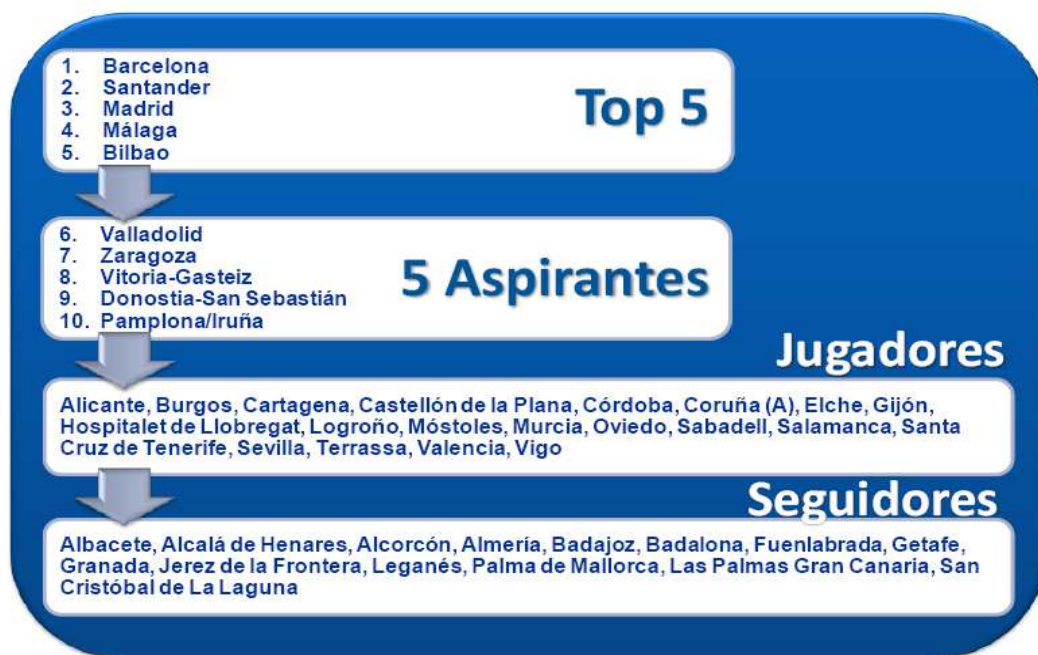 1. Barcelona
2. Santander
3. Madrid
4. Málaga
5. Bilbao
Top 5
6. Valladolid
7. Zaragoza
8. Vitoria-Gasteiz
9. Donostia-San Sebastián
10. Pamplona/Iruña
5 Aspirantes
Jugadores
Alicante, Burgos, Cartagena, Castellón de la Plana, Córdoba, Coruña (A), Elche, Gijón,
Hospitalet de Llobregat, Logroño, Móstoles, Murcia, Oviedo, Sabadell, Salamanca, Santa
Cruz de Tenerife, Sevilla, Terrassa, Valencia, Vigo
Seguidores
Albacete, Alcalá de Henares, Alcorcón, Almería, Badajoz, Badalona, Fuenlabrada, Getafe,
Granada, Jerez de la Frontera, Leganés, Palma de Mallorca, Las Palmas Gran Canaria, San
Cristóbal de La Laguna